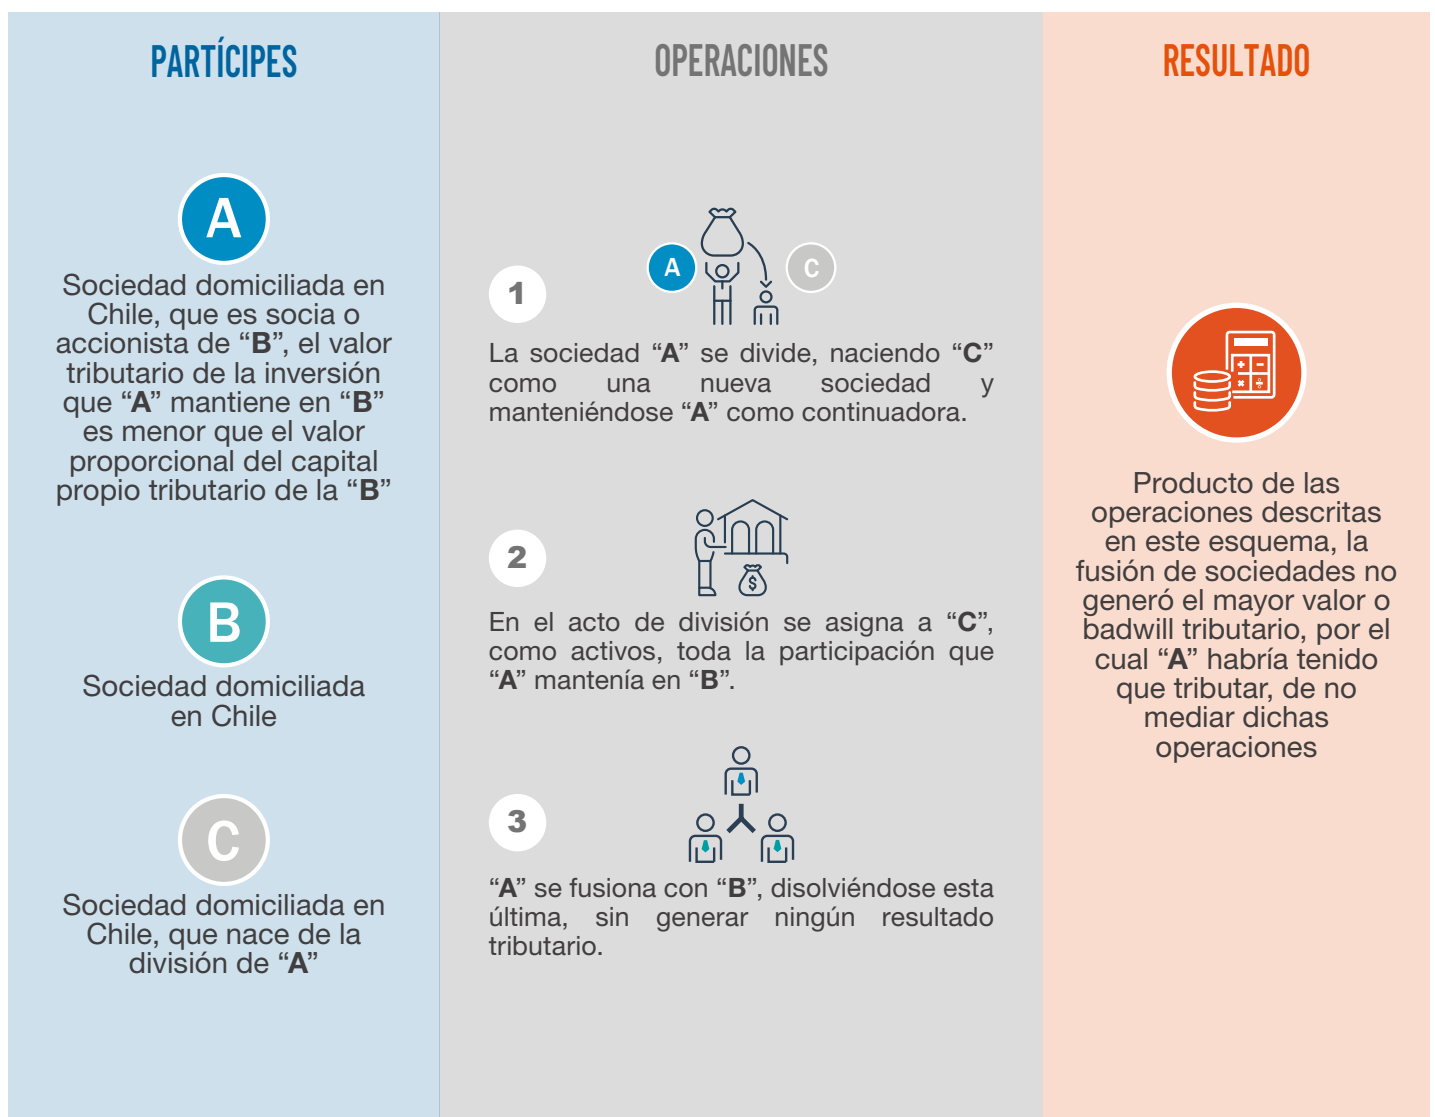 PARTÍCIPES
A
Sociedad domiciliada en
Chile, que es socia o
accionista de “B”, el valor
tributario de la inversión
que “A” mantiene en “B”
es menor que el valor
proporcional del capital
propio tributario de la “B”
B
Sociedad domiciliada
en Chile
C
Sociedad domiciliada en
Chile, que nace de la
división de “A”
OPERACIONES
A
C
1
La sociedad “A” se divide, naciendo “C”
como una nueva sociedad y
manteniéndose “A” como continuadora.
2
$
En el acto de división se asigna a “C”,
como activos, toda la participación que
“A” mantenía en “B”.
3
“A” se fusiona con “B”, disolviéndose esta
última, sin generar ningún resultado
tributario.
RESULTADO
Producto de las
operaciones descritas
en este esquema, la
fusión de sociedades no
generó el mayor valor o
badwill tributario, por el
cual “A” habría tenido
que tributar, de no
mediar dichas
operaciones